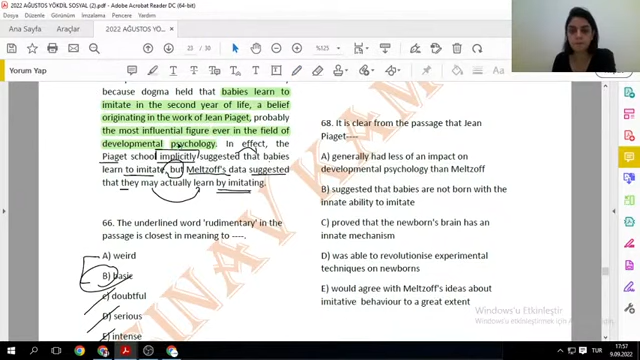 2022 AĞUSTOS YÖKDİL SOSYAL (2).pdf - Adobe Acrobat Reader DC (64-bit)
Ana Sayfa
Araçlar
2022 AĞUSTOS YÖKDİ...
23 / 30
%125
Yorum Yap
because dogma held that babies learn to
imitate in the second year of life, a belief
originating in the work of Jean Piaget, probably
the most influential figure ever in the field of
developmental psychology. In effect, the
Piaget school implicitly suggested that babies
learn to imitate, but Meltzoff's data suggested
that they may actually learn by imitating.
66. The underlined word 'rudimentary' in the
passage is closest in meaning to ----.
A) weird
B) basic
C) doubtful
D) serious
E) intense
68. It is clear from the passage that Jean
Piaget----
A) generally had less of an impact on
developmental psychology than Meltzoff
B) suggested that babies are not born with the
innate ability to imitate
C) proved that the newborn's brain has an
innate mechanism
D) was able to revolutionise experimental
techniques on newborns
E) would agree with Meltzoff's ideas about
imitative behaviour to a great extent
SINAV
YAKINI
Windows'u Etkinleştir
Windows'u etkinleştirmek için
TUR
17:57
9.09.2022